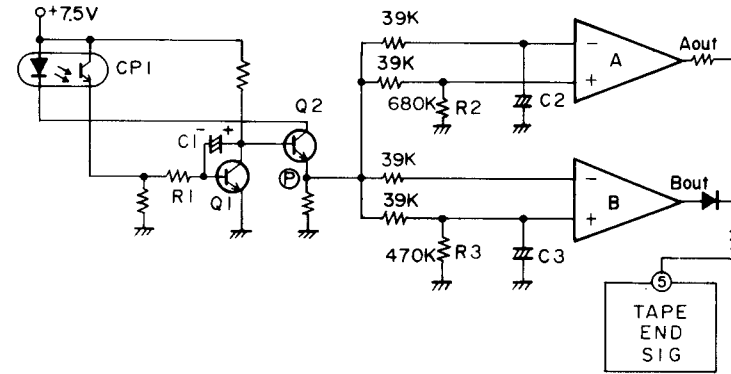 +7.5V
CP1
Q2
C1
-
+
R1
Q1
P
39K
39K
680K
R2
C2
-
+
A
Aout
39K
39K
470K
R3
C3
-
+
B
Bout
5
TAPE
END
SIG